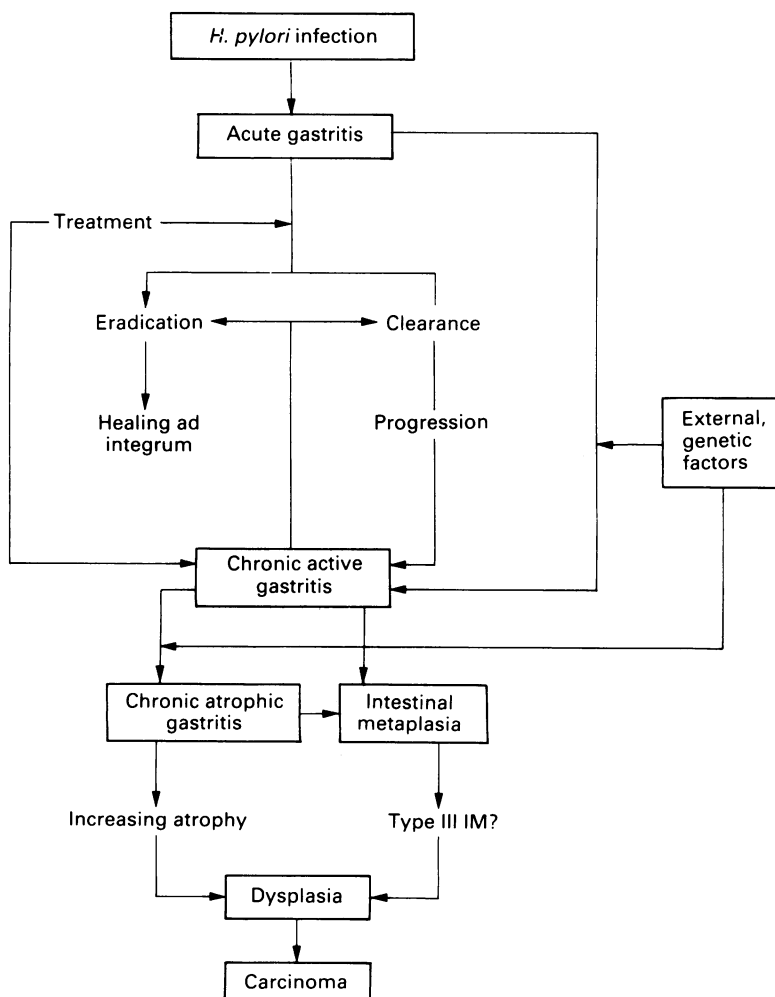 H. pylori infection
Acute gastritis
Treatment
Eradication
Clearance
Healing ad
integrum
Progression
External,
genetic
factors
Chronic active
gastritis
Chronic atrophic
gastritis
Intestinal
metaplasia
Increasing atrophy
Type III IM?
Dysplasia
Carcinoma